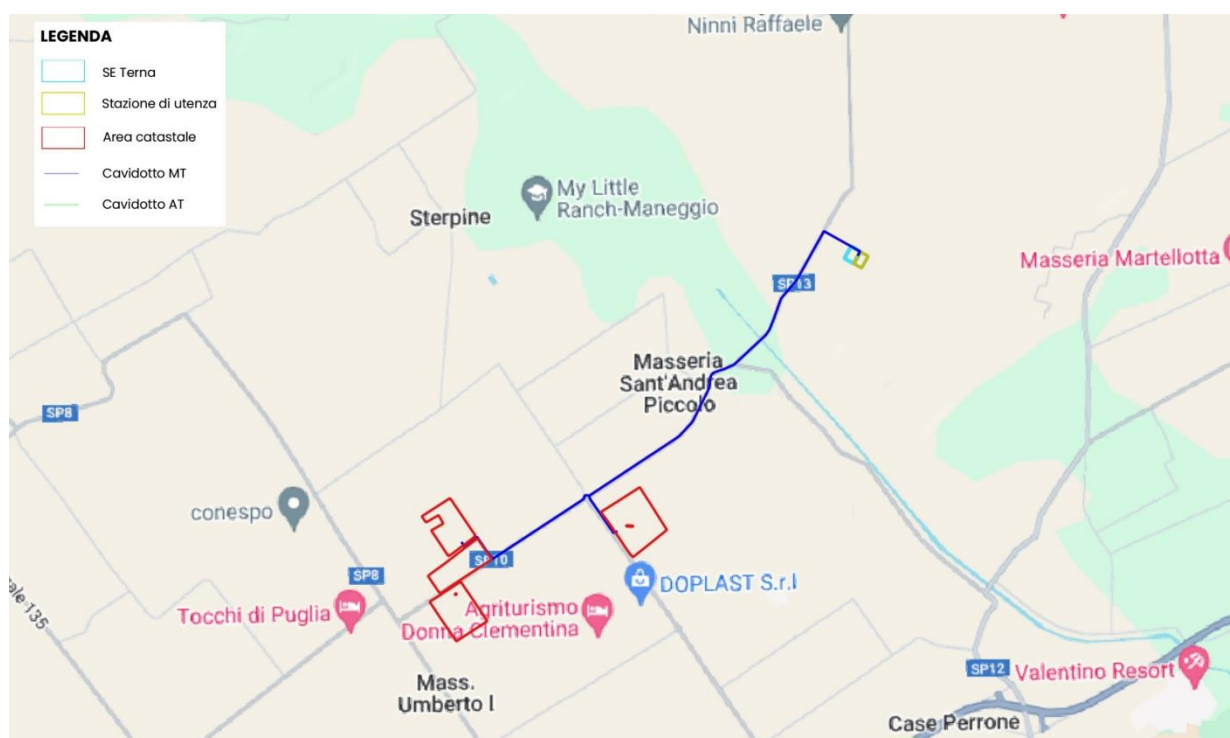 LEGENDA
SE Terna
Stazione di utenza
Area catastale
Cavidotto MT
Cavidotto AT
Ninni Raffaele
My Little
Ranch-Maneggio
Sterpine
Masseria Martellotta
SP13
Masseria
Sant'Andrea
Piccolo
SP8
conespo
SP10
SP8
DOPLAST S.r.l
Tocchi di Puglia
Agriturismo
Donna Clementina
ale 135
SP12
Valentino Resort
Mass.
Umberto I
Case Perrone